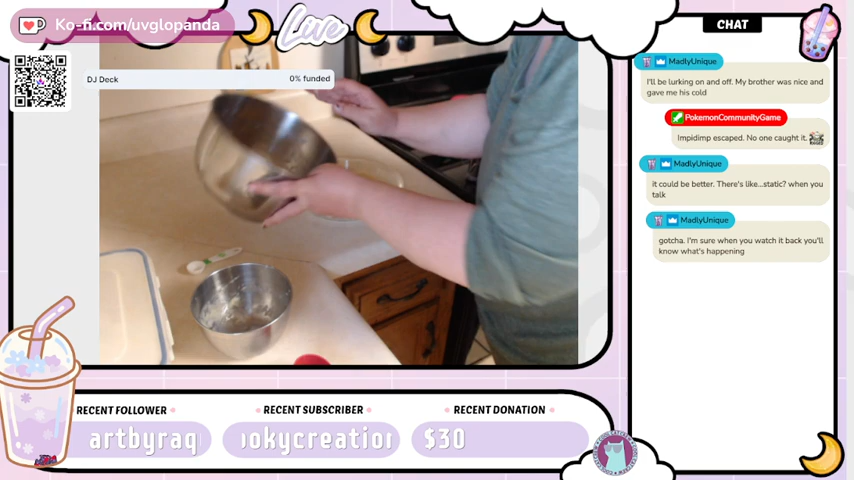 Ko-fi.com/uvglopanda
Live
CHAT
DJ Deck
0% funded
MadlyUnique
I'll be lurking on and off. My brother was nice and
gave me his cold
PokemonCommunityGame
Impidimp escaped. No one caught it.
MadlyUnique
it could be better. There's like...static? when you
talk
MadlyUnique
gotcha. I'm sure when you watch it back you'll
know what's happening
RECENT FOLLOWER
RECENT SUBSCRIBER
RECENT DONATION
artbyraq
ookycreation
$30